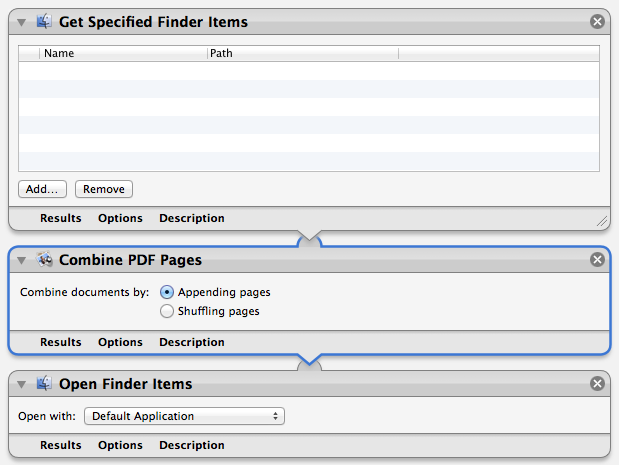 Get Specified Finder Items
Name Path
Add... Remove
Results Options Description
Combine PDF Pages
Combine documents by: Appending pages
Shuffling pages
Results Options Description
Open Finder Items
Open with: Default Application
Results Options Description